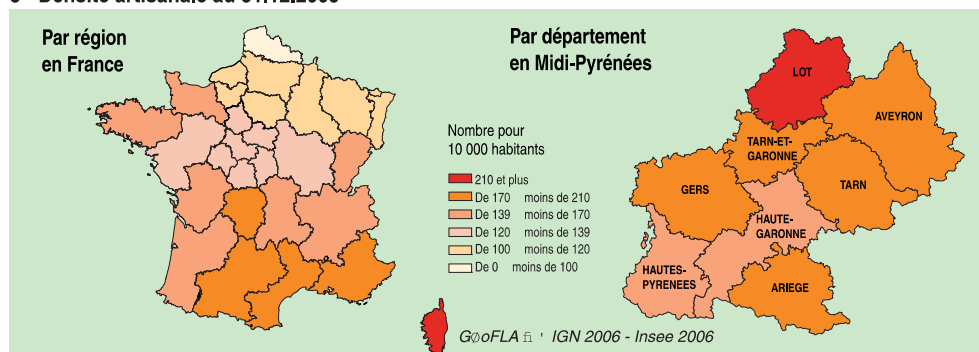 Par région
en France
Par département
en Midi-Pyrénées
Nombre pour
10 000 habitants
210 et plus
De 170 moins de 210
De 139 moins de 170
De 120 moins de 139
De 100 moins de 120
De 0 moins de 100
LOT
AVEYRON
TARN-ET-
GARONNE
GERS
TARN
HAUTE-
GARONNE
HAUTES-
PYRENEES
ARIEGE
GØoFLA fi ' IGN 2006 - Insee 2006